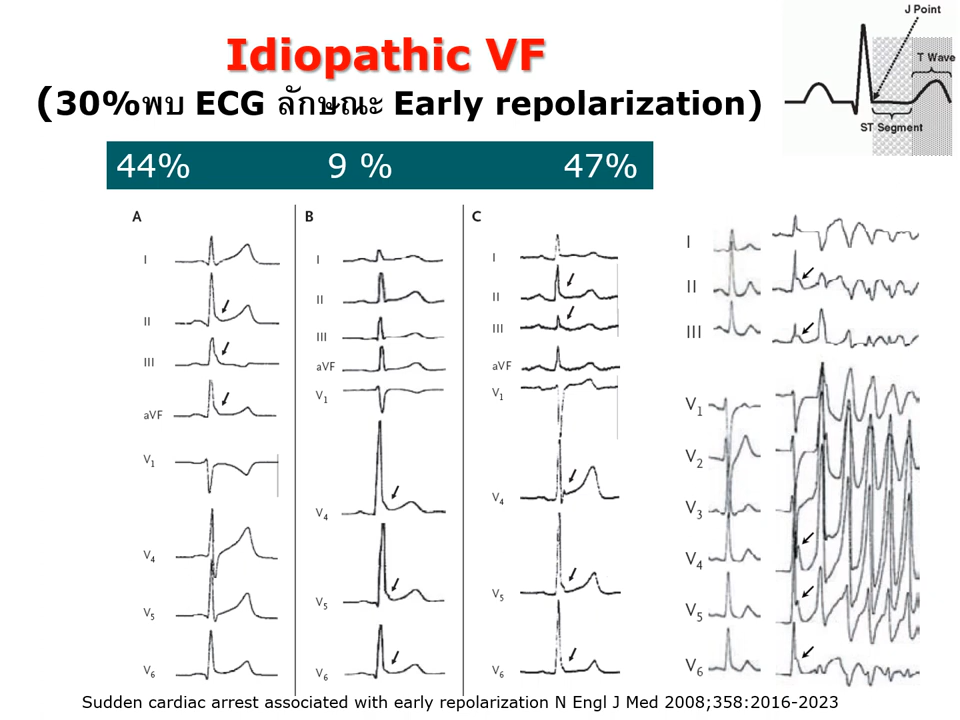 Idiopathic VF
(30%พบ ECG ลักษณะ Early repolarization)
J Point
T Wave
ST Segment
44% 9 % 47%
A
I
II
III
aVF
V1
V4
V5
V6
B
I
II
III
aVF
V1
V4
V5
V6
C
I
II
III
aVF
V1
V4
V5
V6
I
II
III
V1
V2
V3
V4
V5
V6
Sudden cardiac arrest associated with early repolarization N Engl J Med 2008;358:2016-2023